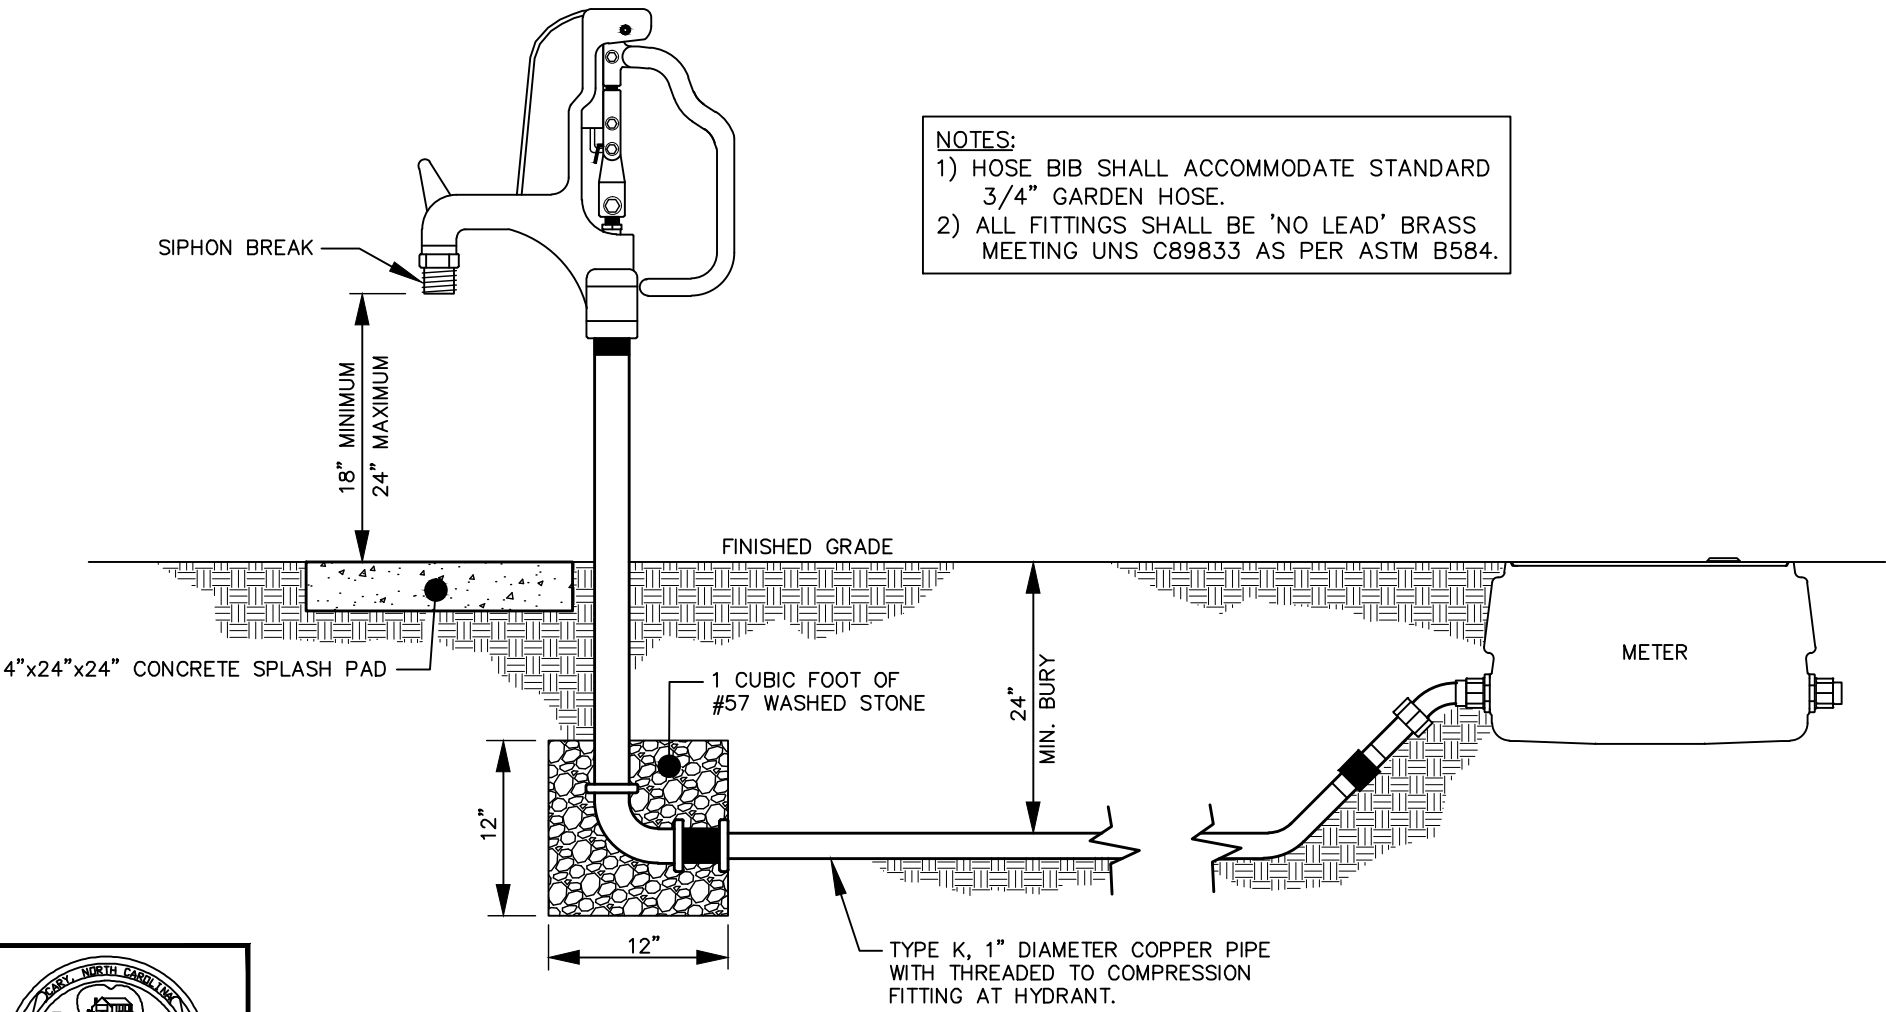 NOTES:
1) HOSE BIB SHALL ACCOMMODATE STANDARD
3/4" GARDEN HOSE.
2) ALL FITTINGS SHALL BE 'NO LEAD' BRASS
MEETING UNS C89833 AS PER ASTM B584.
SIPHON BREAK
18" MINIMUM
24" MAXIMUM
FINISHED GRADE
4"x24"x24" CONCRETE SPLASH PAD
1 CUBIC FOOT OF
#57 WASHED STONE
24"
MIN. BURY
METER
12"
12"
TYPE K, 1" DIAMETER COPPER PIPE
WITH THREADED TO COMPRESSION
FITTING AT HYDRANT.
CARY, NORTH CAROLINA